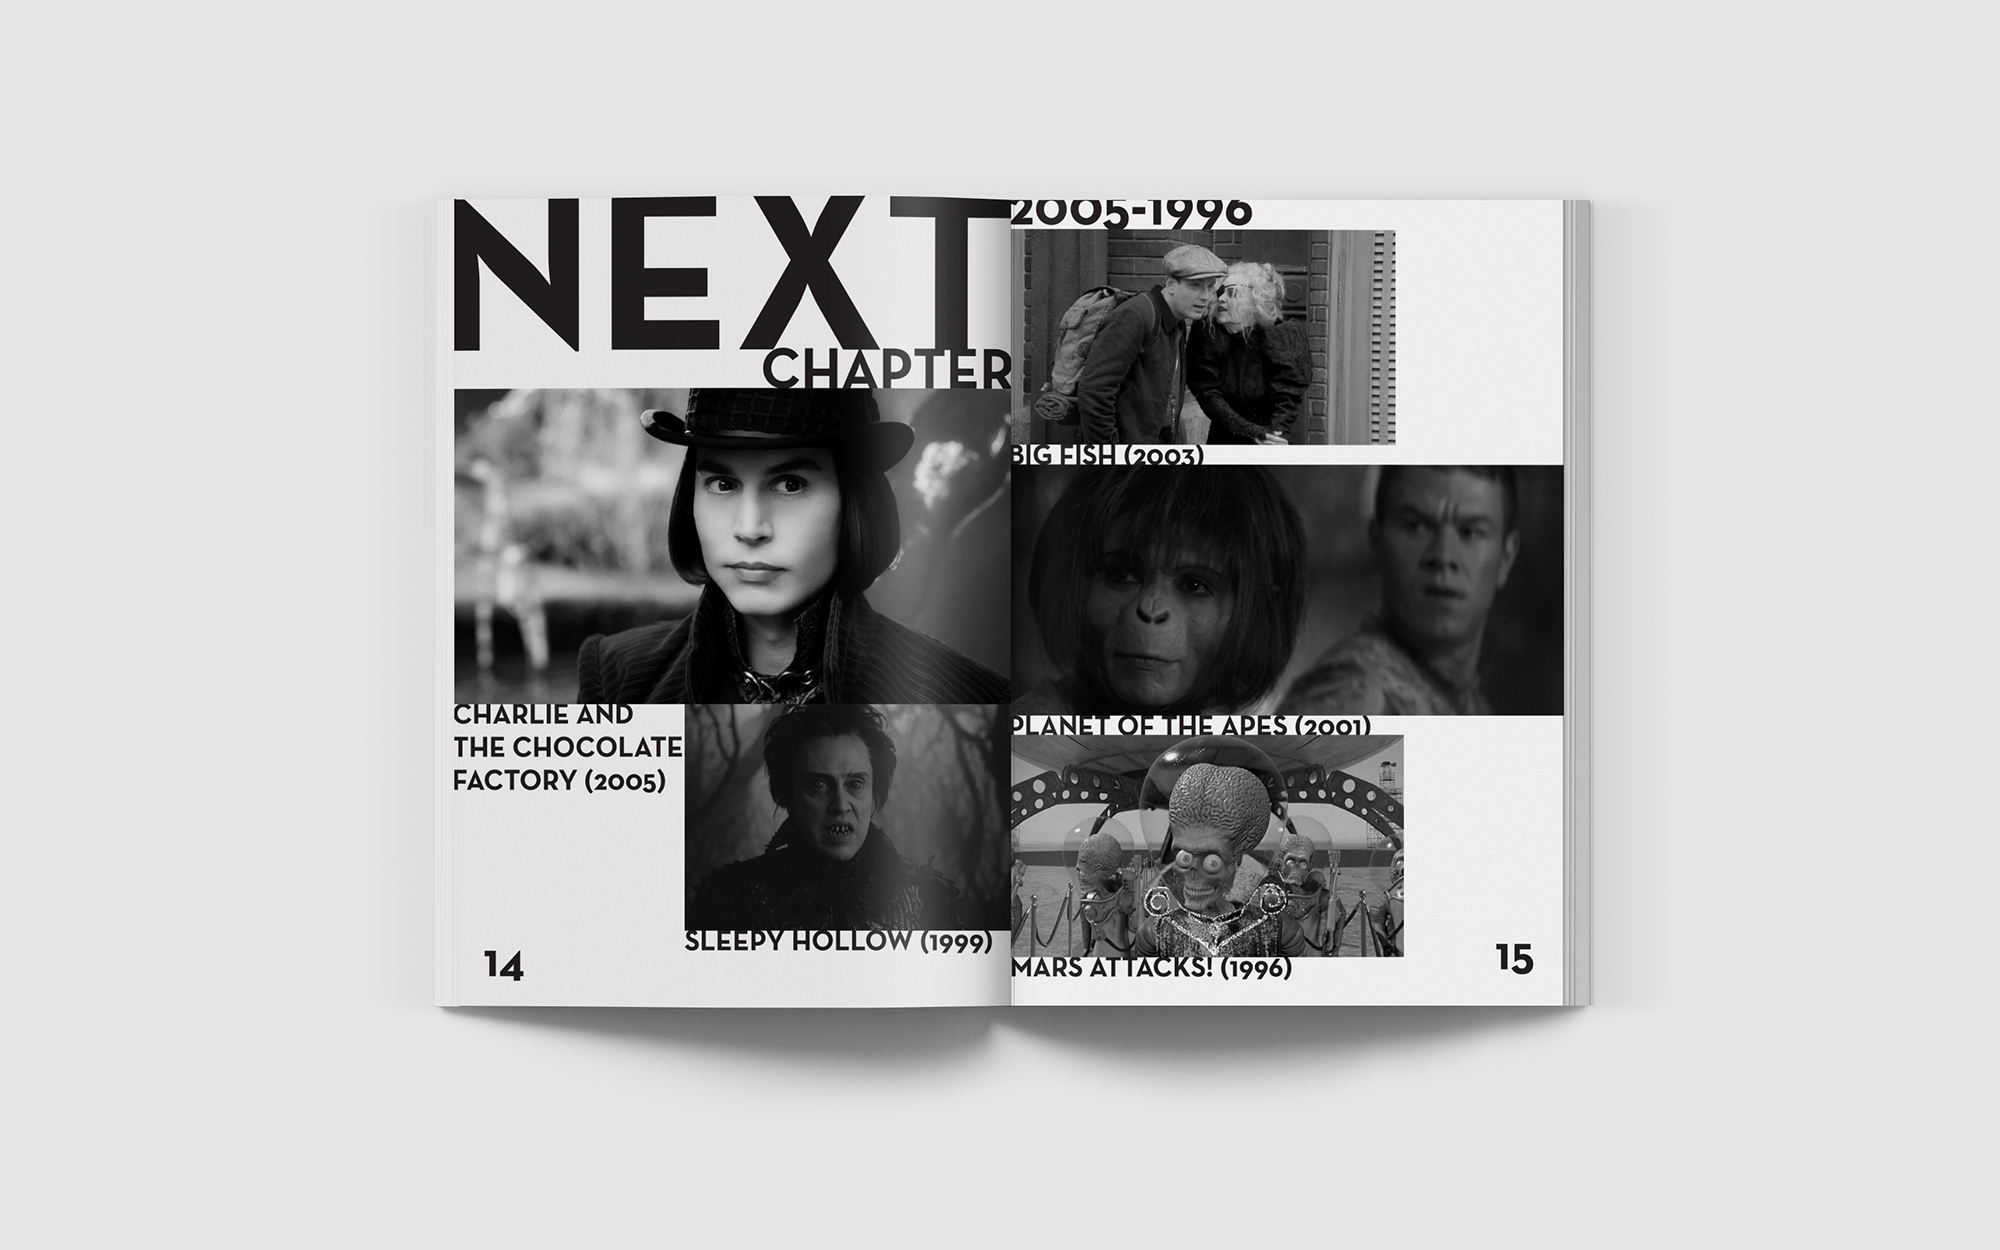 NEXT
CHAPTER
CHARLIE AND
THE CHOCOLATE
FACTORY (2005)
SLEEPY HOLLOW (1999)
14
2005-1996
BIG FISH (2003)
PLANET OF THE APES (2001)
MARS ATTACKS! (1996)
15